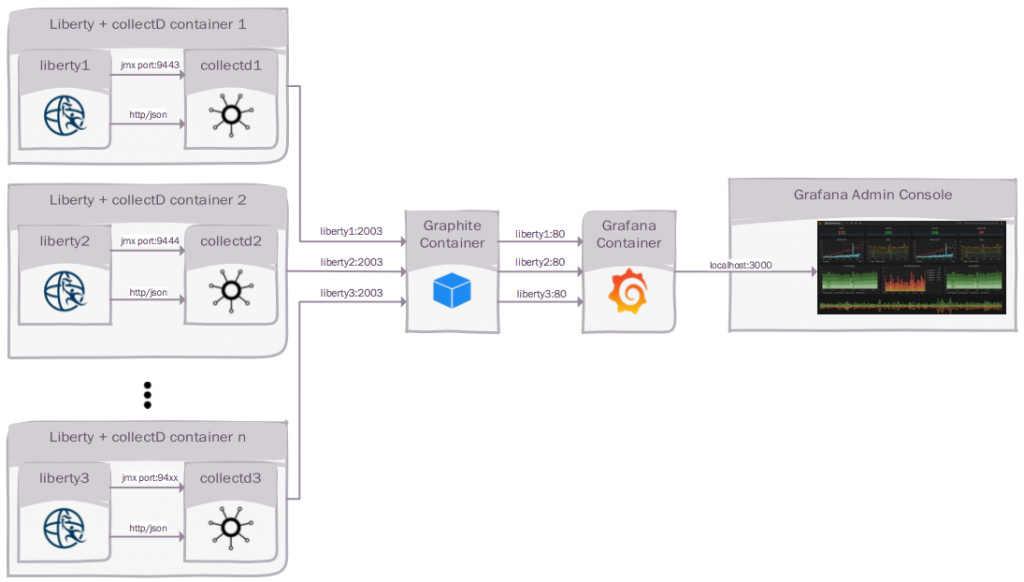 Liberty + collectD container 1
liberty1
jmx port:9443
collectd1
http/json
Liberty + collectD container 2
liberty2
jmx port:9444
collectd2
http/json
Liberty + collectD container n
liberty3
jmx port:94xx
collectd3
http/json
liberty1:2003
liberty2:2003
liberty3:2003
Graphite
Container
liberty1:80
liberty2:80
liberty3:80
Grafana
Container
localhost:3000
Grafana Admin Console